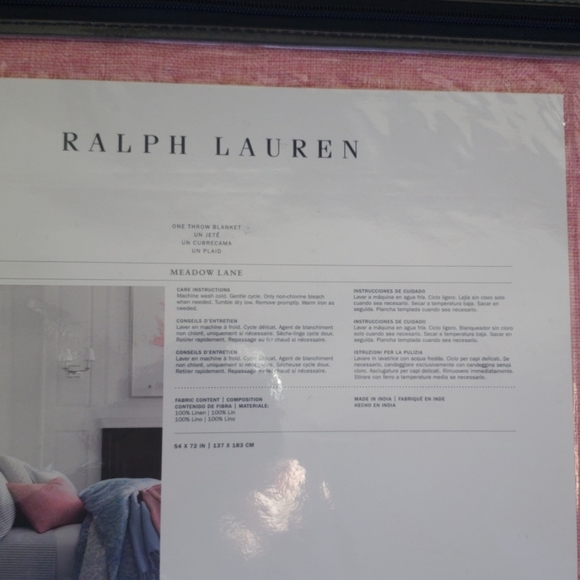 RALPH LAUREN
ONE THROW BLANKET
UN JETÉ
UN CUBRECAMA
UN PLAID
MEADOW LANE
CARE INSTRUCTIONS
Machine wash cold. Gentle cycle. Only non-chlorine bleach
when needed. Tumble dry low. Remove promptly. Warm iron as
needed.
CONSEILS D'ENTRETIEN
Laver en machine à froid. Cycle délicat. Agent de blanchiment
non chloré, uniquement si nécessaire. Sèche-linge cycle doux.
Retirer rapidement. Repassage au fer chaud si nécessaire.
CONSEILS D'ENTRETIEN
Laver en machine à froid. Cycle délicat. Agent de blanchiment
non chloré, uniquement si nécessaire. Sécheuse cycle doux.
Retirer rapidement. Repassage à chaud si nécessaire.
INSTRUCCIONES DE CUIDADO
Lavar a máquina en agua fría. Ciclo ligero. Lejía sin cloro solo
cuando sea necesario. Secar a temperatura baja. Sacar en
seguida. Plancha templada cuando sea necesario.
INSTRUCCIONES DE CUIDADO
Lavar a máquina en agua fría. Ciclo ligero. Blanqueador sin cloro
cuando sea necesario. Secar a temperatura baja. Sacar en
seguida. Plancha templada cuando sea necesario.
ISTRUZIONI PER LA PULIZIA
Lavare in lavatrice con acqua fredda. Ciclo per capi delicati. Se
necessario, candeggiare esclusivamente con candeggina senza
cloro. Asciugatura per capi delicati. Rimuovere immediatamente.
Stirare con ferro a temperatura media se necessario.
FABRIC CONTENT | COMPOSITION
CONTENIDO DE FIBRA | MATERIALE:
100% Linen | 100% Lin
100% Lino | 100% Lino
MADE IN INDIA | FABRIQUÉ EN INDE
HECHO EN INDIA
54 X 72 IN | 137 X 183 CM